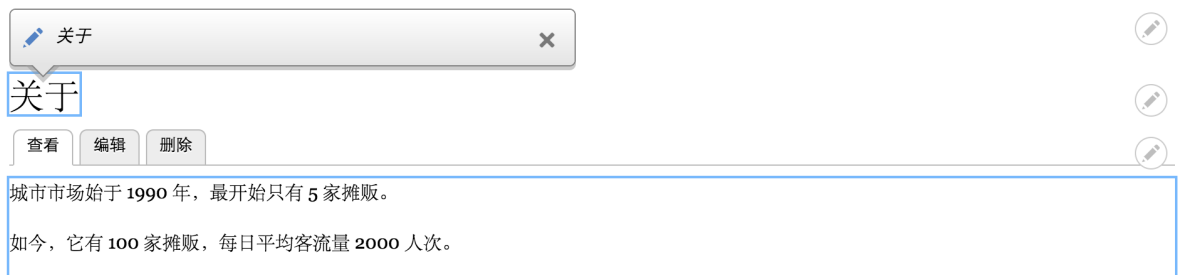 关于
关于
查看 编辑 删除
城市市场始于 1990 年，最开始只有 5 家摊贩。
如今，它有 100 家摊贩，每日平均客流量 2000 人次。